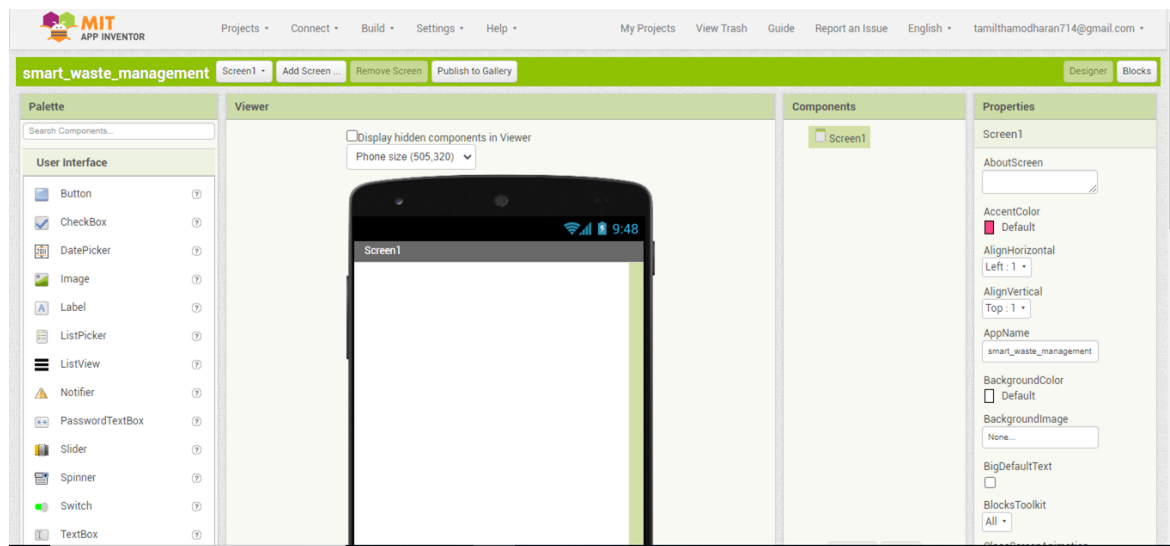 MIT
APP INVENTOR
Projects
Connect
Build
Settings
Help
My Projects
View Trash
Guide
Report an Issue
English
tamilthamodharan714@gmail.com
smart_waste_management
Screen1
Add Screen ...
Remove Screen
Publish to Gallery
Designer
Blocks
Palette
Search Components...
User Interface
Button
CheckBox
DatePicker
Image
Label
ListPicker
ListView
Notifier
PasswordTextBox
Slider
Spinner
Switch
TextBox
Viewer
Display hidden components in Viewer
Phone size (505,320)
9:48
Screen1
Components
Screen1
Properties
Screen1
AboutScreen
AccentColor
Default
AlignHorizontal
Left : 1
AlignVertical
Top : 1
AppName
smart_waste_management
BackgroundColor
Default
BackgroundImage
None...
BigDefaultText
BlocksToolkit
All